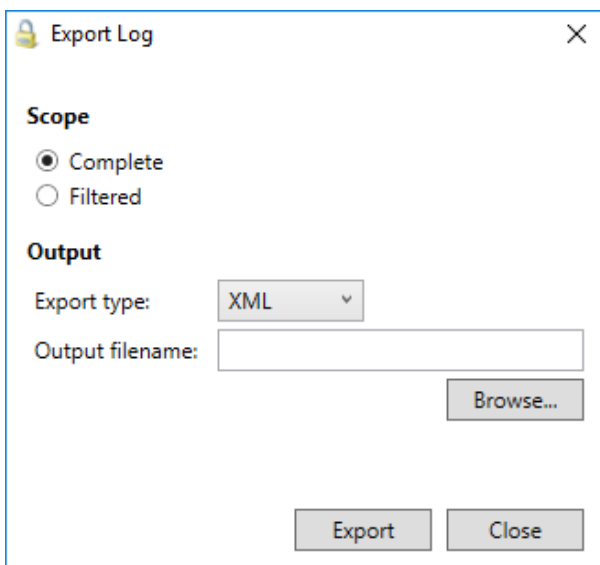 Export Log
Scope
Complete
Filtered
Output
Export type: XML
Output filename:
Browse...
Export Close